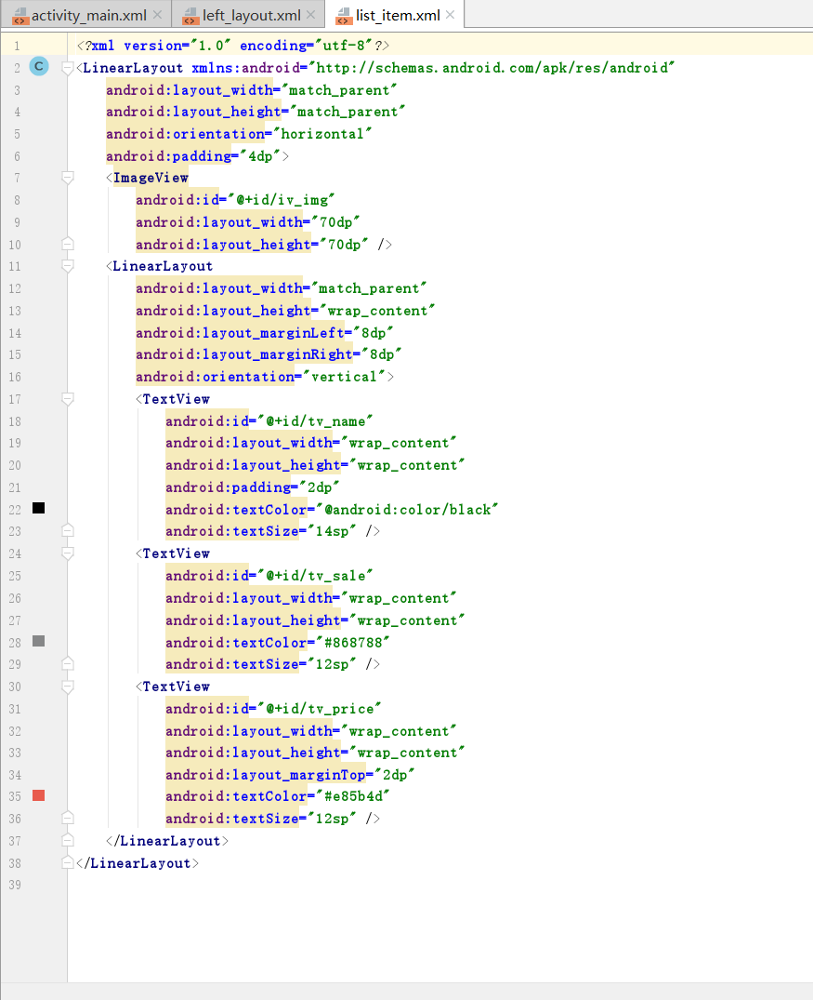 activity_main.xml × left_layout.xml × list_item.xml ×
1 <?xml version="1.0" encoding="utf-8"?>
2 C <LinearLayout xmlns:android="http://schemas.android.com/apk/res/android"
3 android:layout_width="match_parent"
4 android:layout_height="match_parent"
5 android:orientation="horizontal"
6 android:padding="4dp">
7 <ImageView
8 android:id="@+id/iv_img"
9 android:layout_width="70dp"
10 android:layout_height="70dp" />
11 <LinearLayout
12 android:layout_width="match_parent"
13 android:layout_height="wrap_content"
14 android:layout_marginLeft="8dp"
15 android:layout_marginRight="8dp"
16 android:orientation="vertical">
17 <TextView
18 android:id="@+id/tv_name"
19 android:layout_width="wrap_content"
20 android:layout_height="wrap_content"
21 android:padding="2dp"
22 android:textColor="@android:color/black"
23 android:textSize="14sp" />
24 <TextView
25 android:id="@+id/tv_sale"
26 android:layout_width="wrap_content"
27 android:layout_height="wrap_content"
28 android:textColor="#868788"
29 android:textSize="12sp" />
30 <TextView
31 android:id="@+id/tv_price"
32 android:layout_width="wrap_content"
33 android:layout_height="wrap_content"
34 android:layout_marginTop="2dp"
35 android:textColor="#e85b4d"
36 android:textSize="12sp" />
37 </LinearLayout>
38 </LinearLayout>
39